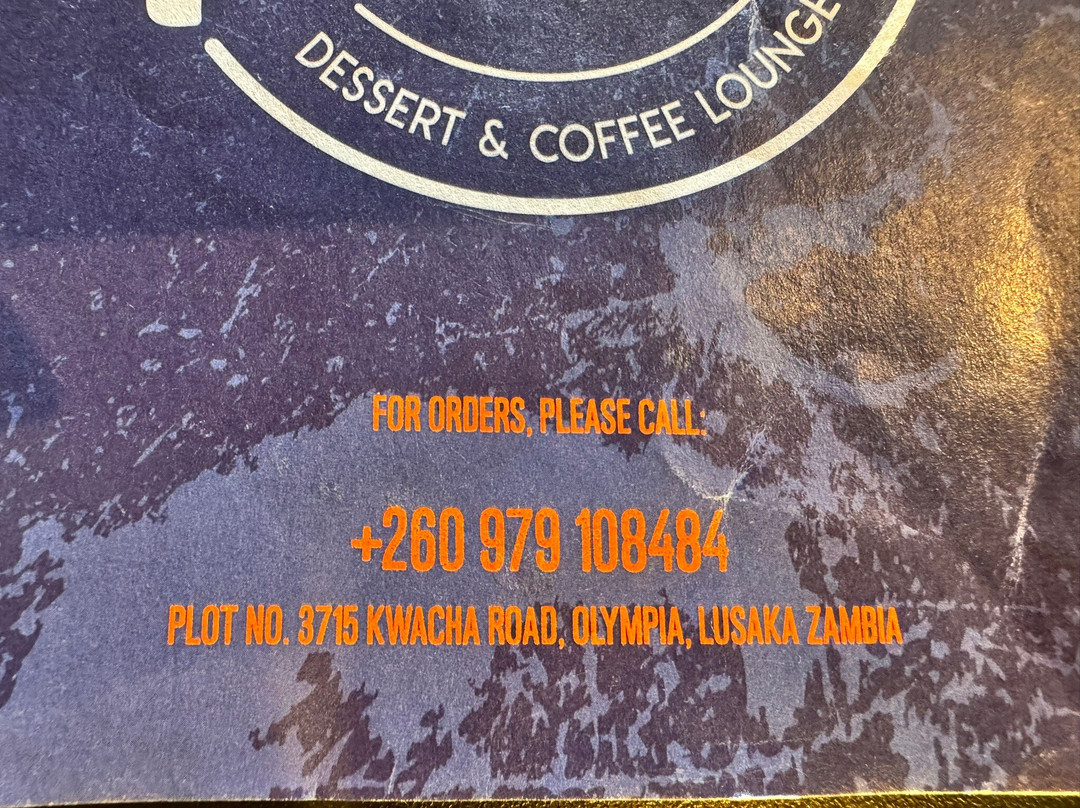 DESSERT & COFFEE LOUNGE
FOR ORDERS, PLEASE CALL:
+260 979 108484
PLOT NO. 3715 KWACHA ROAD, OLYMPIA, LUSAKA ZAMBIA